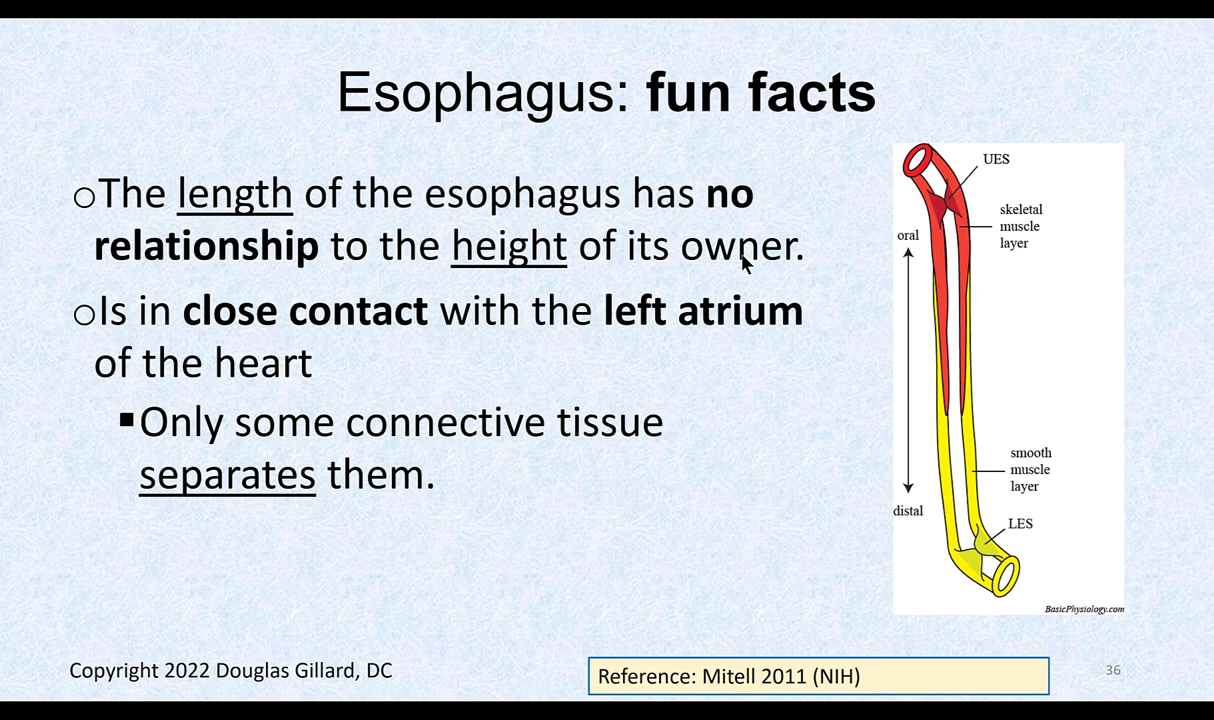 Esophagus: fun facts
oThe length of the esophagus has no
relationship to the height of its owner.
oIs in close contact with the left atrium
of the heart
▪Only some connective tissue
separates them.
UES
skeletal
muscle
layer
oral
smooth
muscle
layer
distal
LES
BasicPhysiology.com
Copyright 2022 Douglas Gillard, DC
Reference: Mitell 2011 (NIH)
36